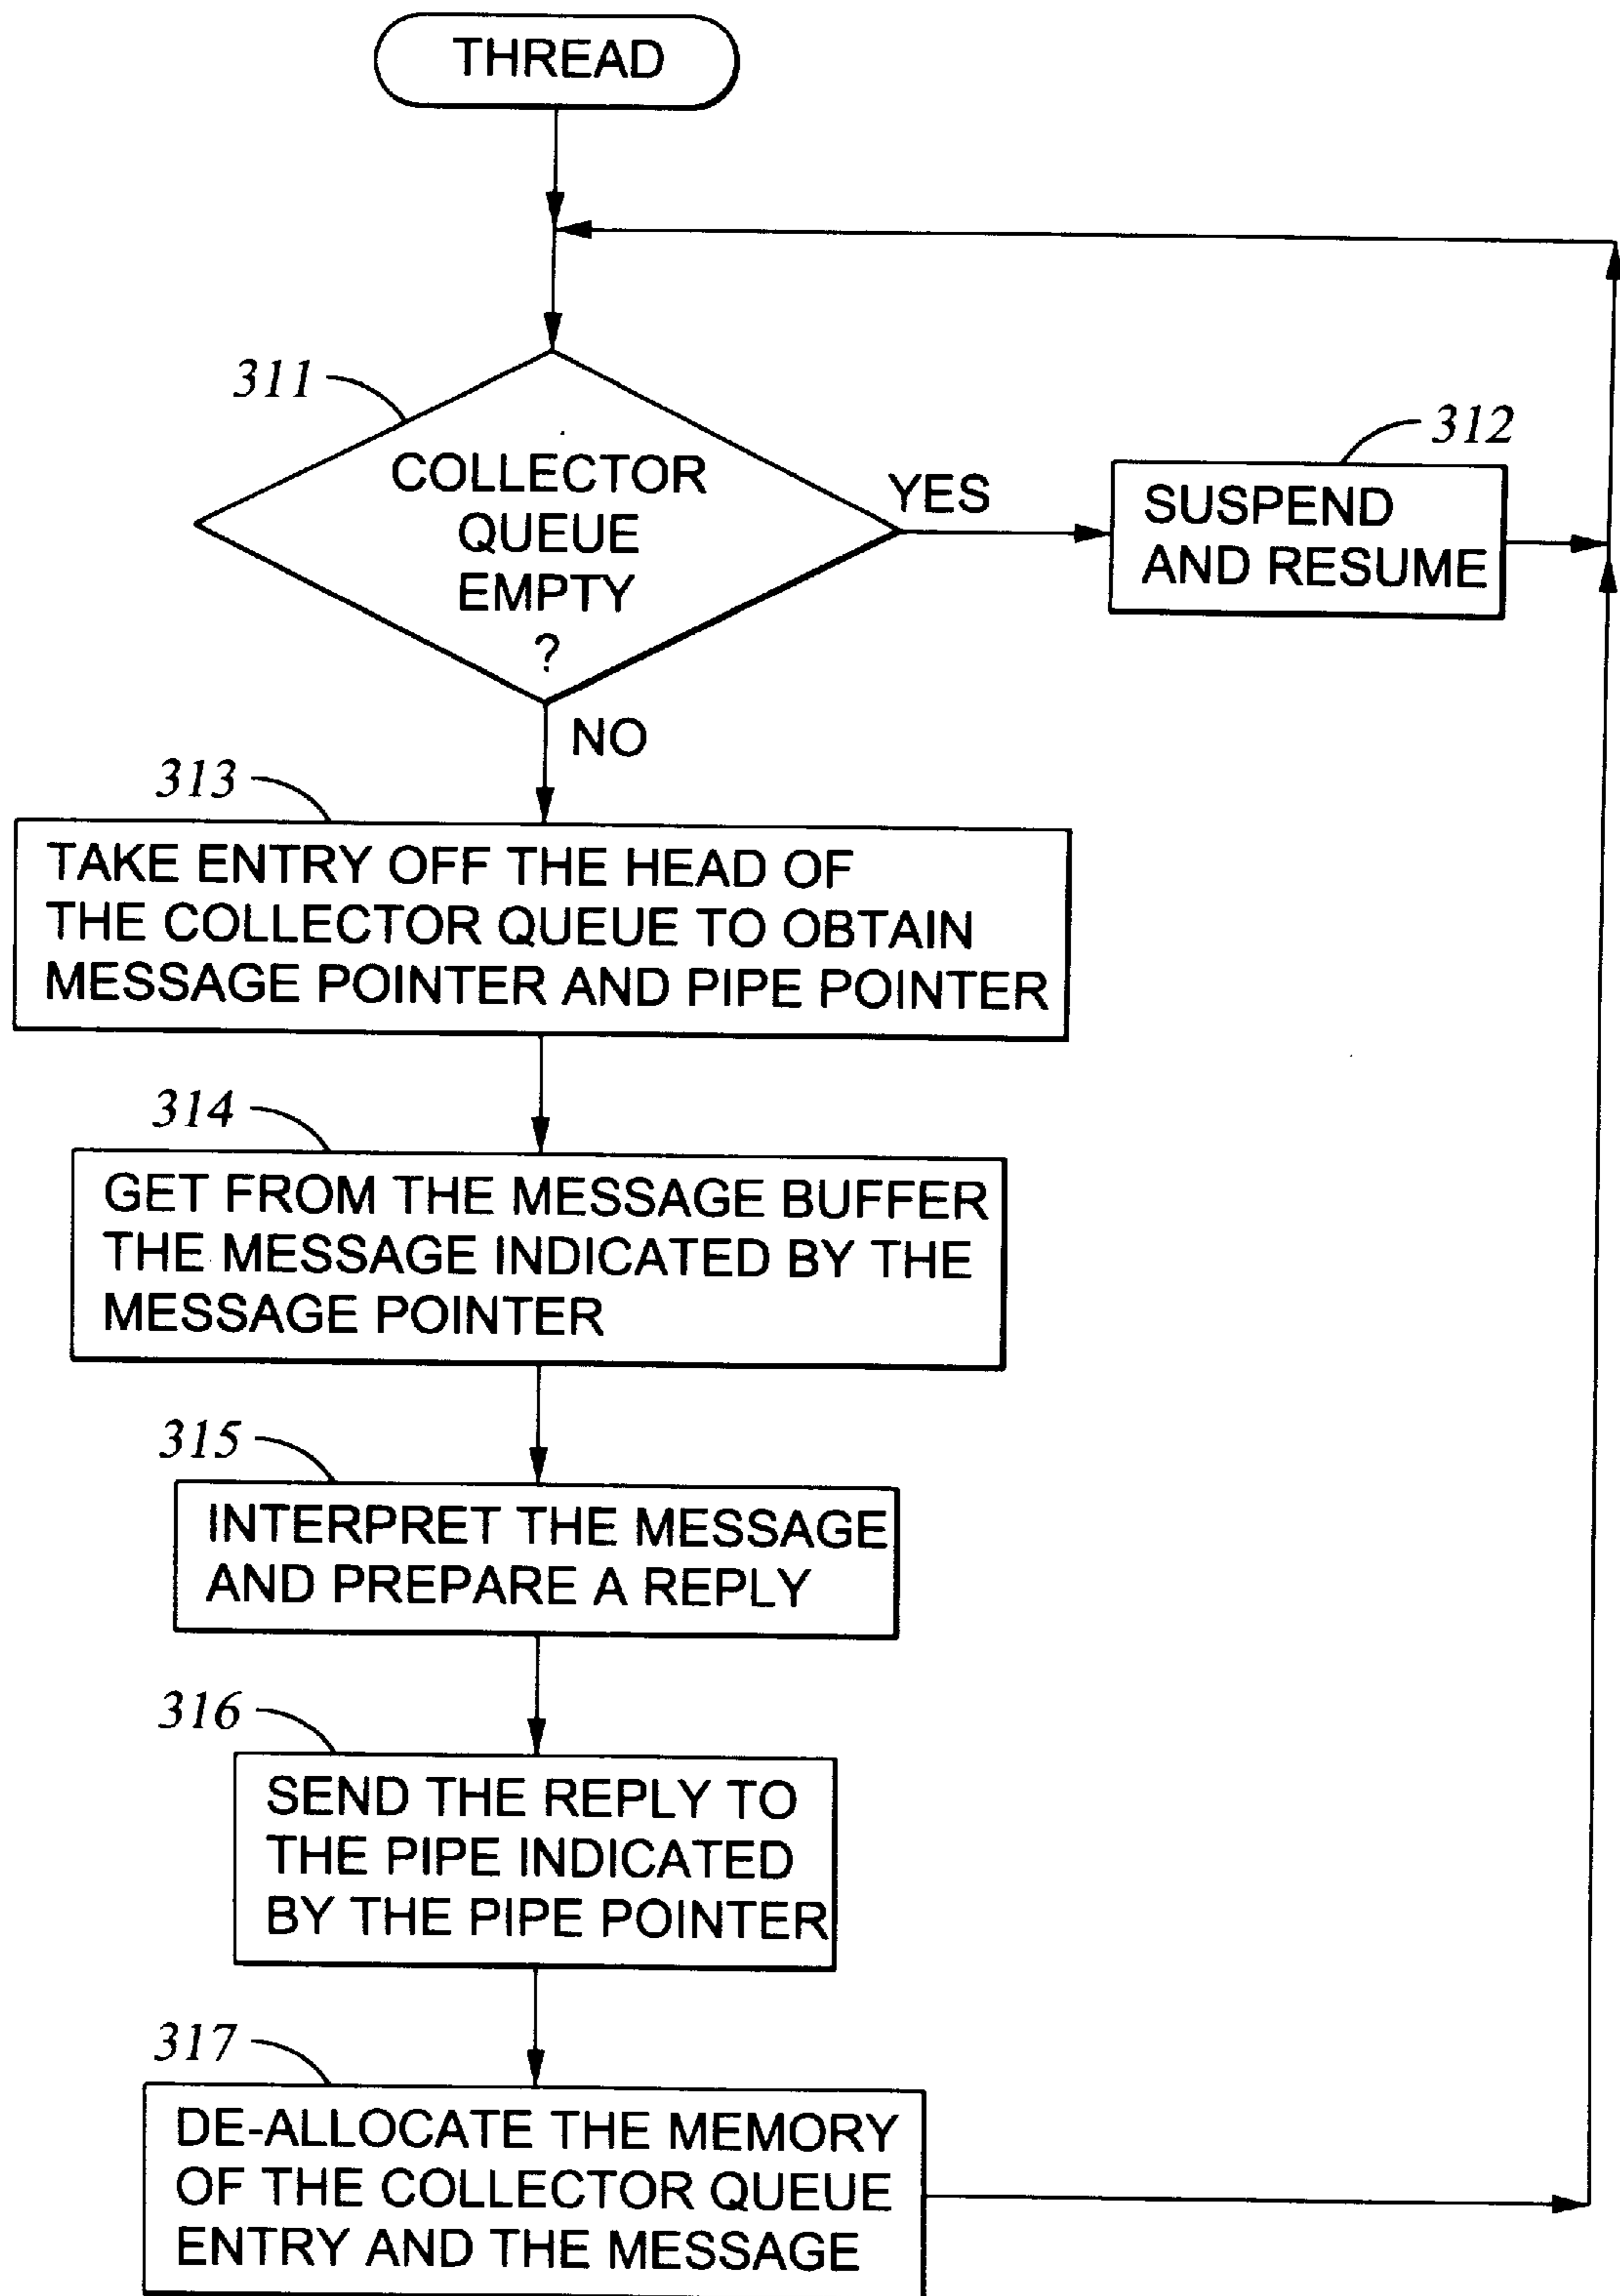 THREAD
311
COLLECTOR
QUEUE
EMPTY
?
YES
312
SUSPEND
AND RESUME
NO
313
TAKE ENTRY OFF THE HEAD OF
THE COLLECTOR QUEUE TO OBTAIN
MESSAGE POINTER AND PIPE POINTER
314
GET FROM THE MESSAGE BUFFER
THE MESSAGE INDICATED BY THE
MESSAGE POINTER
315
INTERPRET THE MESSAGE
AND PREPARE A REPLY
316
SEND THE REPLY TO
THE PIPE INDICATED
BY THE PIPE POINTER
317
DE-ALLOCATE THE MEMORY
OF THE COLLECTOR QUEUE
ENTRY AND THE MESSAGE